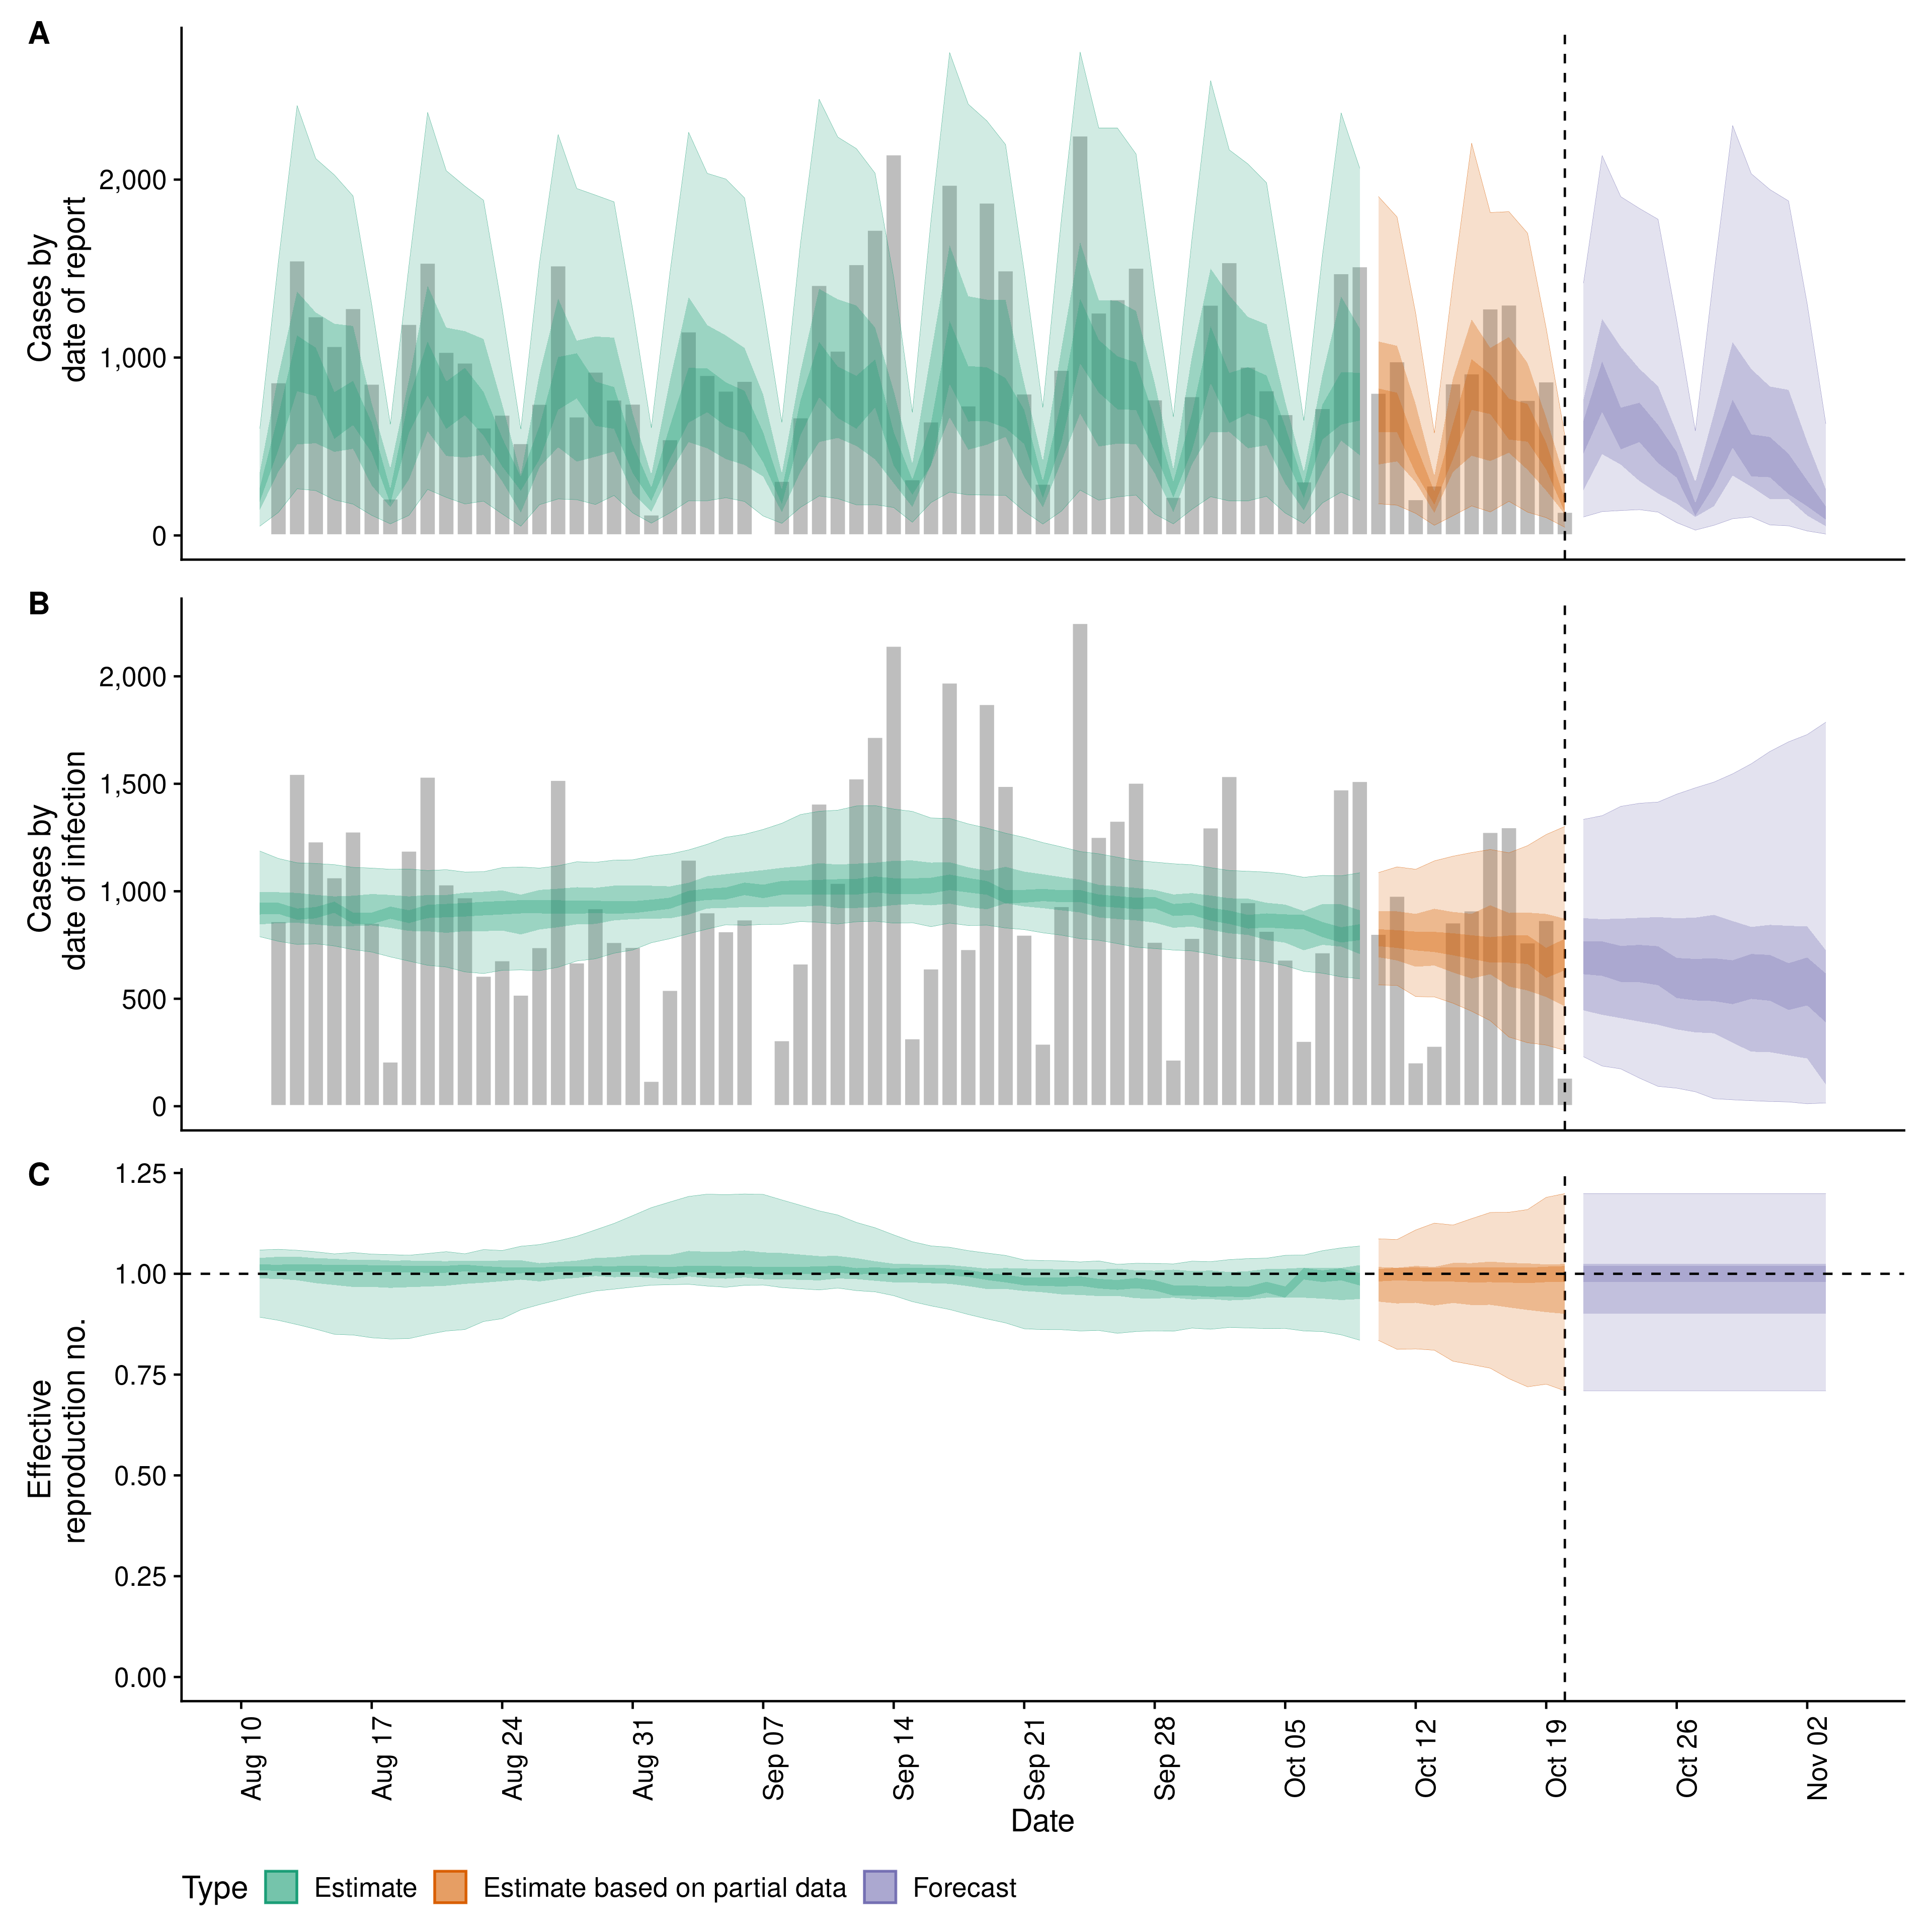 A
Cases by
date of report
2,000
1,000
0
B
Cases by
date of infection
2,000
1,500
1,000
500
0
C
Effective
reproduction no.
1.25
1.00
0.75
0.50
0.25
0.00
Aug 10
Aug 17
Aug 24
Aug 31
Sep 07
Sep 14
Sep 21
Sep 28
Oct 05
Oct 12
Oct 19
Oct 26
Nov 02
Date
Type
Estimate
Estimate based on partial data
Forecast